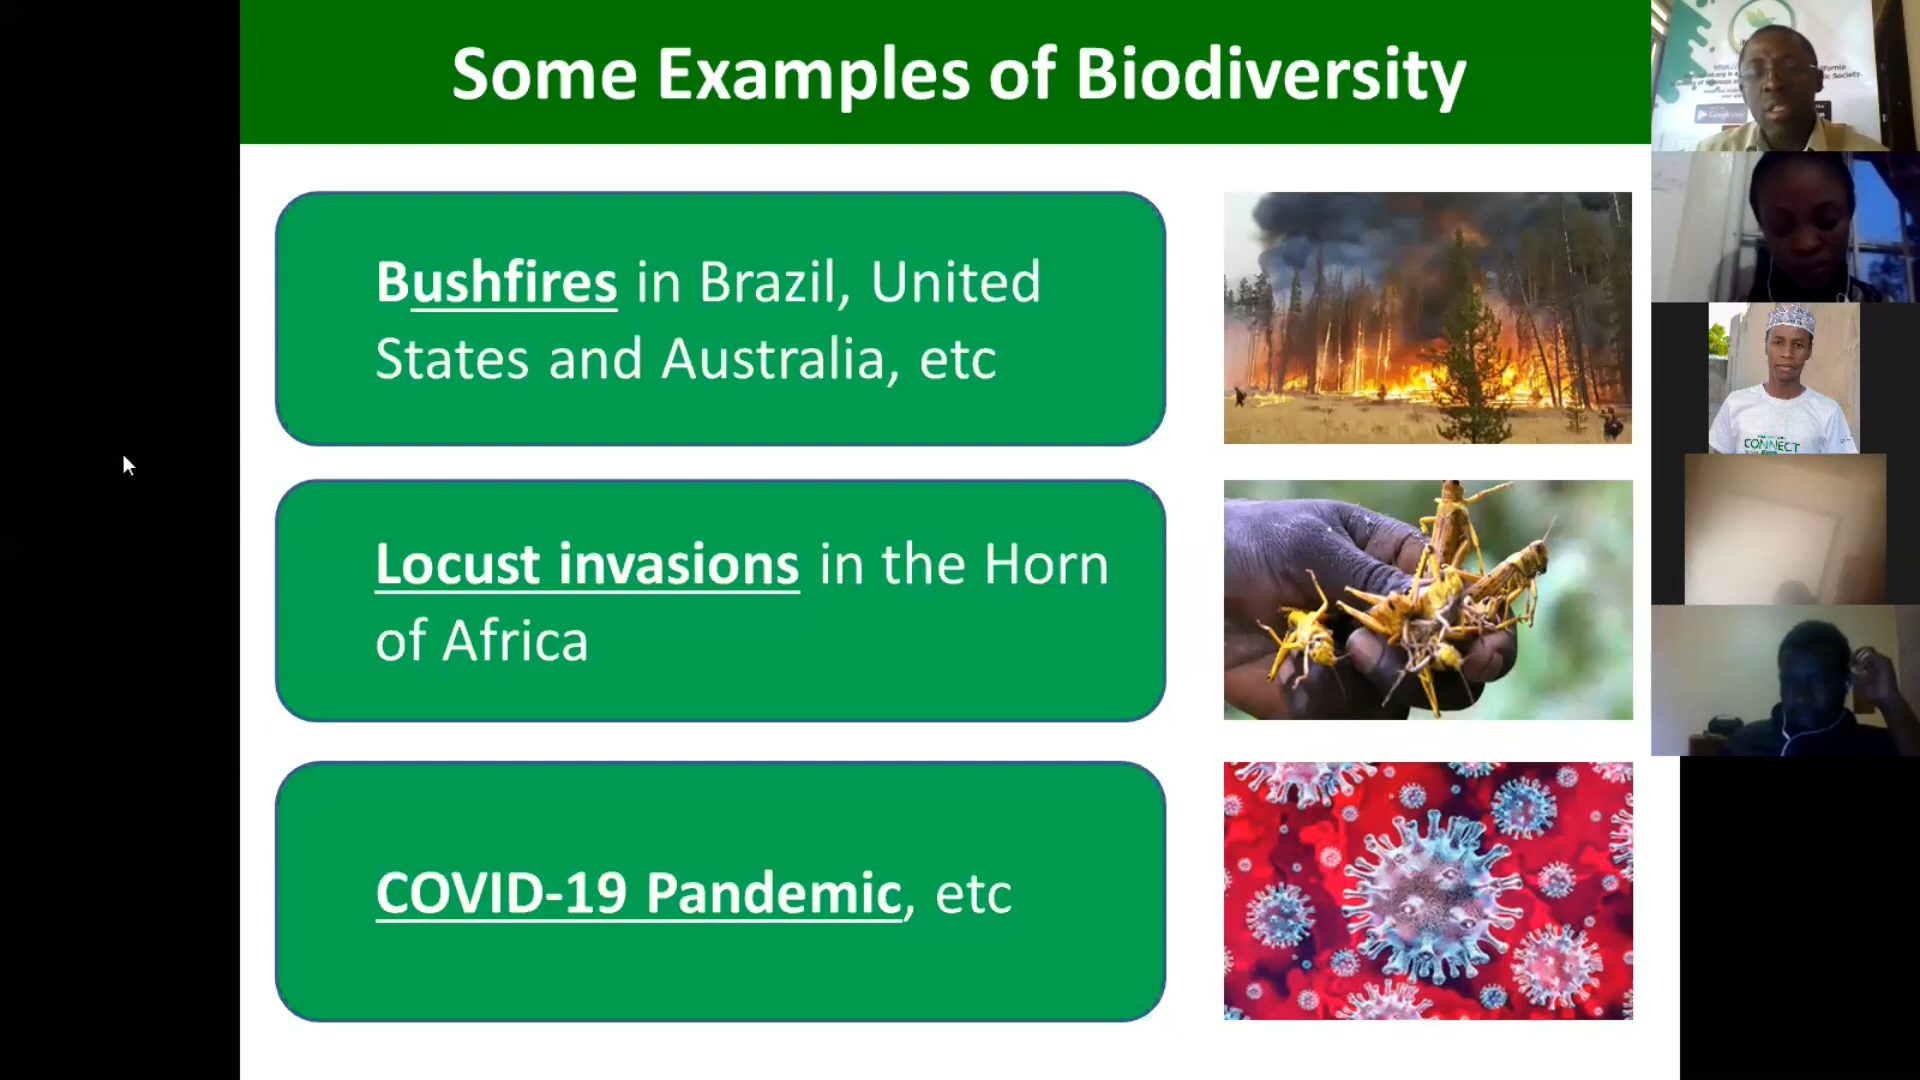 Some Examples of Biodiversity
Bushfires in Brazil, United
States and Australia, etc
Locust invasions in the Horn
of Africa
COVID-19 Pandemic, etc
CONNECT